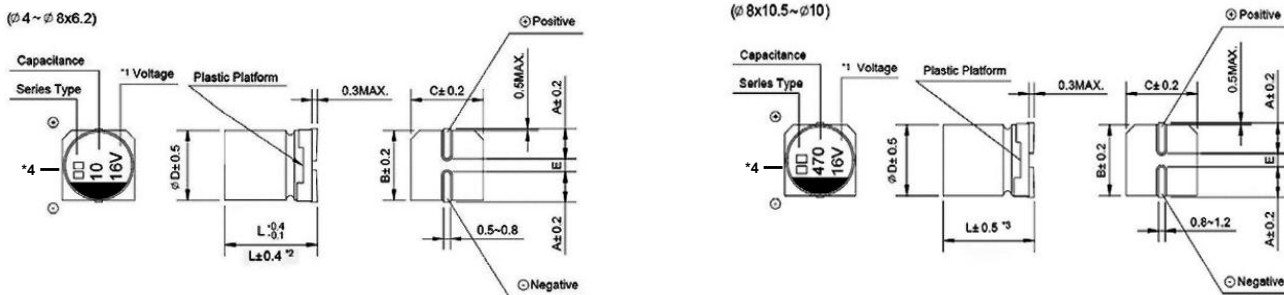 (Ø4~Ø8x6.2)
⊕Positive
Capacitance
*1 Voltage
Series Type
Plastic Platform
0.3MAX.
C±0.2
0.5MAX.
A±0.2
⊕
*4
□□
10
16V
⊖
ØD±0.5
B±0.2
E
L +0.4 -0.1
L±0.4 *2
0.5~0.8
A±0.2
⊖Negative
(Ø8x10.5~Ø10)
⊕Positive
Capacitance
*1 Voltage
Series Type
Plastic Platform
0.3MAX.
C±0.2
0.5MAX.
A±0.2
⊕
*4
□□
470
16V
⊖
ØD±0.5
B±0.2
E
L±0.5 *3
0.8~1.2
A±0.2
⊖Negative